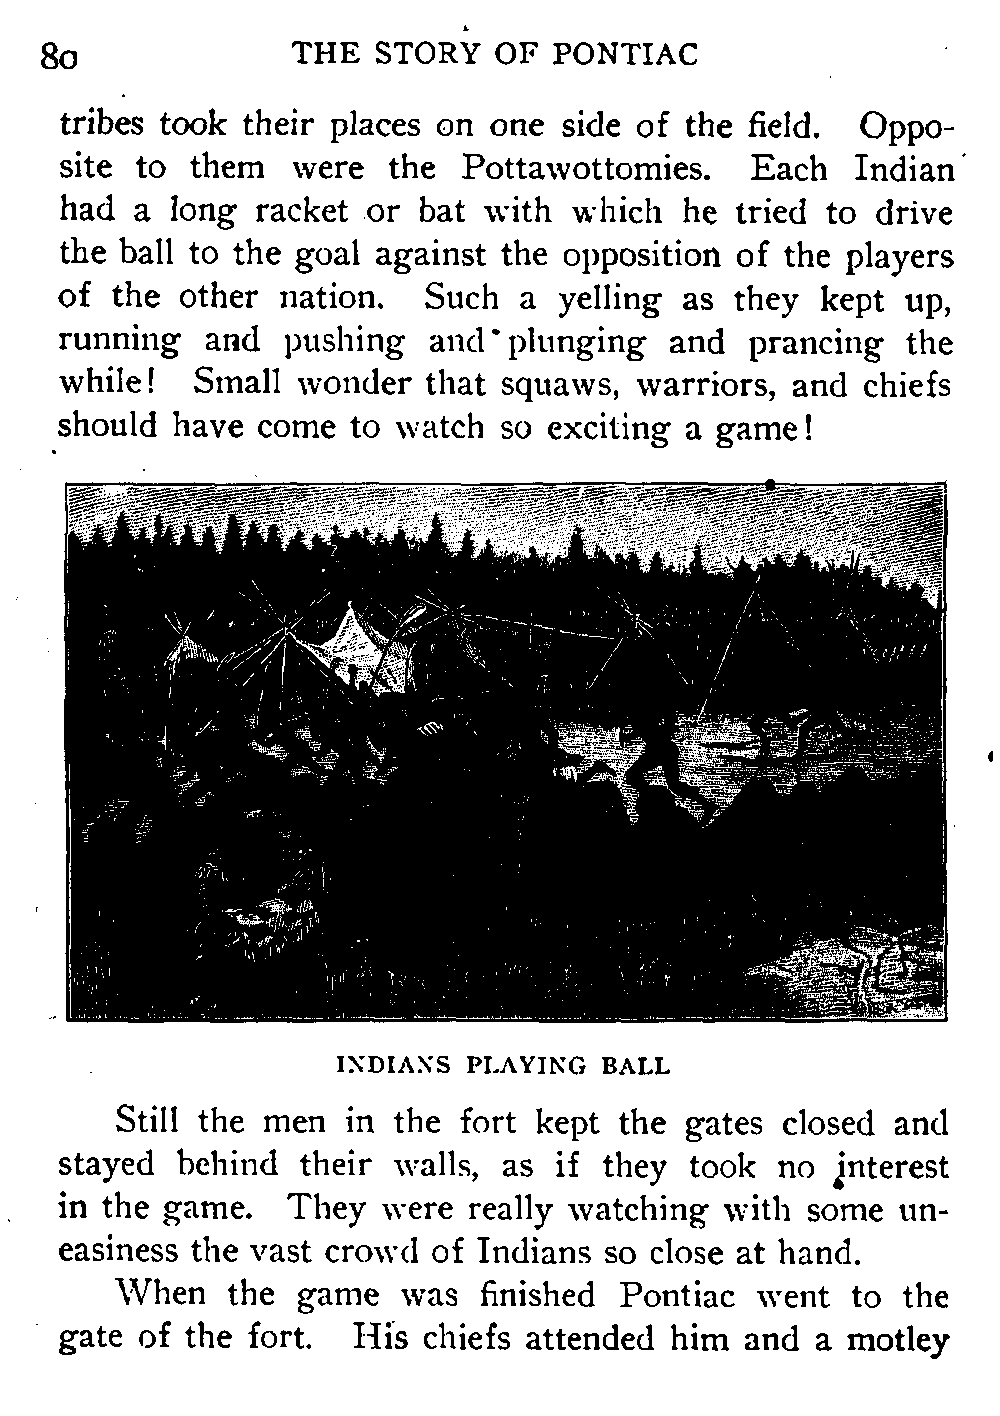 80 THE STORY OF PONTIAC
tribes took their places on one side of the field. Oppo-
site to them were the Pottawottomies. Each Indian
had a long racket or bat with which he tried to drive
the ball to the goal against the opposition of the players
of the other nation. Such a yelling as they kept up,
running and pushing and plunging and prancing the
while! Small wonder that squaws, warriors, and chiefs
should have come to watch so exciting a game!
INDIANS PLAYING BALL
Still the men in the fort kept the gates closed and
stayed behind their walls, as if they took no interest
in the game. They were really watching with some un-
easiness the vast crowd of Indians so close at hand.
When the game was finished Pontiac went to the
gate of the fort. His chiefs attended him and a motley